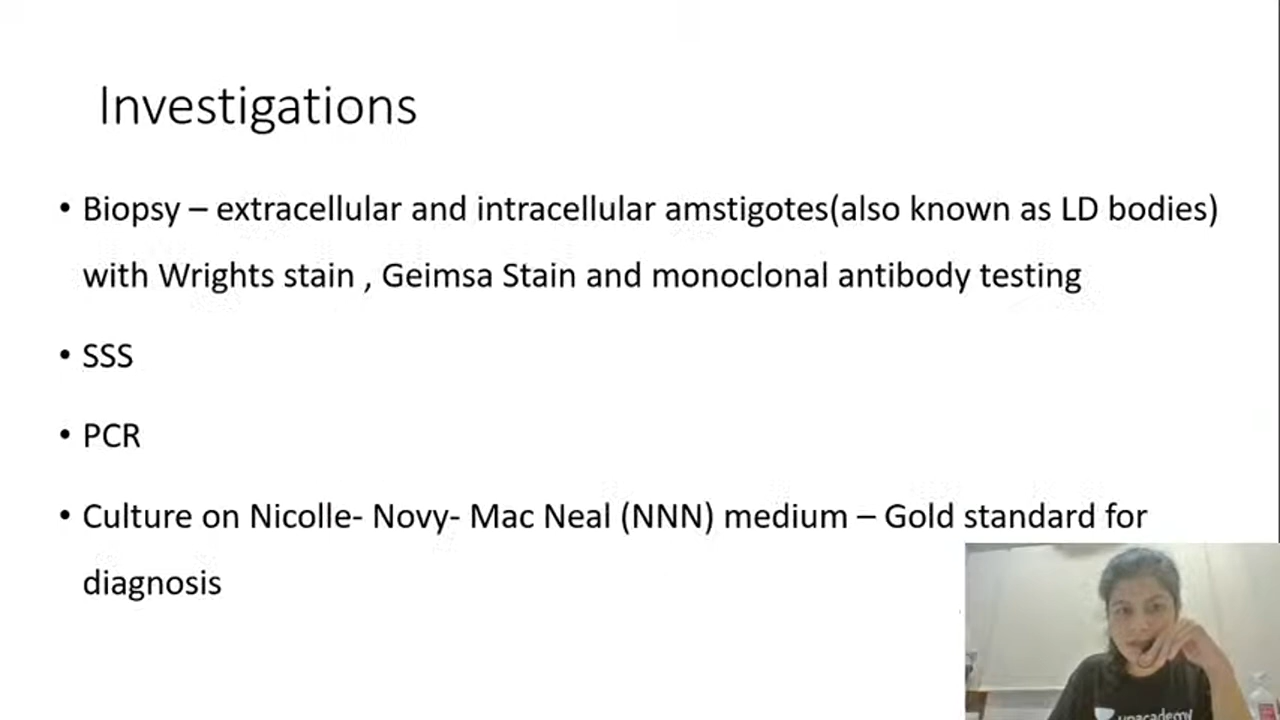 Investigations
• Biopsy – extracellular and intracellular amstigotes(also known as LD bodies)
with Wrights stain , Geimsa Stain and monoclonal antibody testing
• SSS
• PCR
• Culture on Nicolle- Novy- Mac Neal (NNN) medium – Gold standard for
diagnosis
unacademy